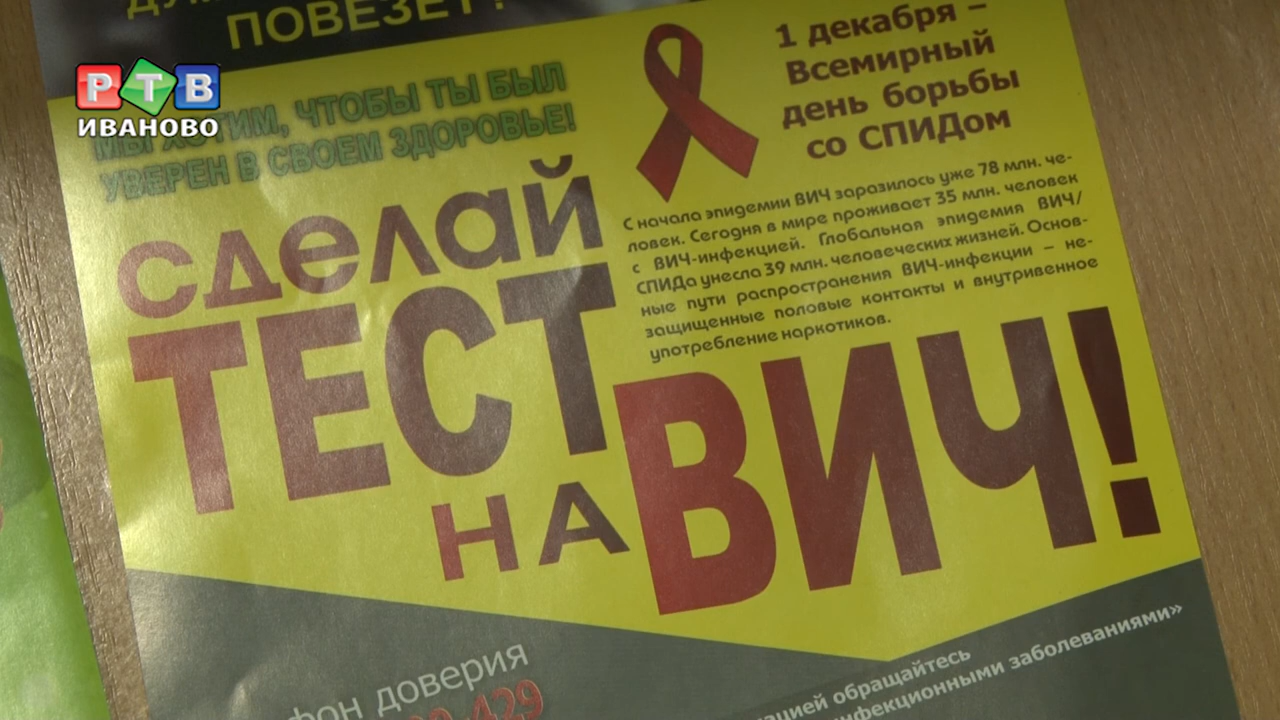 ПОВЕЗЕТ?
РТВ
ИВАНОВО
МЫ ХОТИМ, ЧТОБЫ ТЫ БЫЛ
УВЕРЕН В СВОЕМ ЗДОРОВЬЕ!
СДЕЛАЙ
ТЕСТ
НА
ВИЧ!
1 декабря –
Всемирный
день борьбы
со СПИДом
С начала эпидемии ВИЧ заразилось уже 78 млн. че-
ловек. Сегодня в мире проживает 35 млн. человек
с ВИЧ-инфекцией. Глобальная эпидемия ВИЧ/
СПИДа унесла 39 млн. человеческих жизней. Основ-
ные пути распространения ВИЧ-инфекции – не-
защищенные половые контакты и внутривенное
употребление наркотиков.
фон доверия
429
ацией обращайтесь
инфекционными заболеваниями»